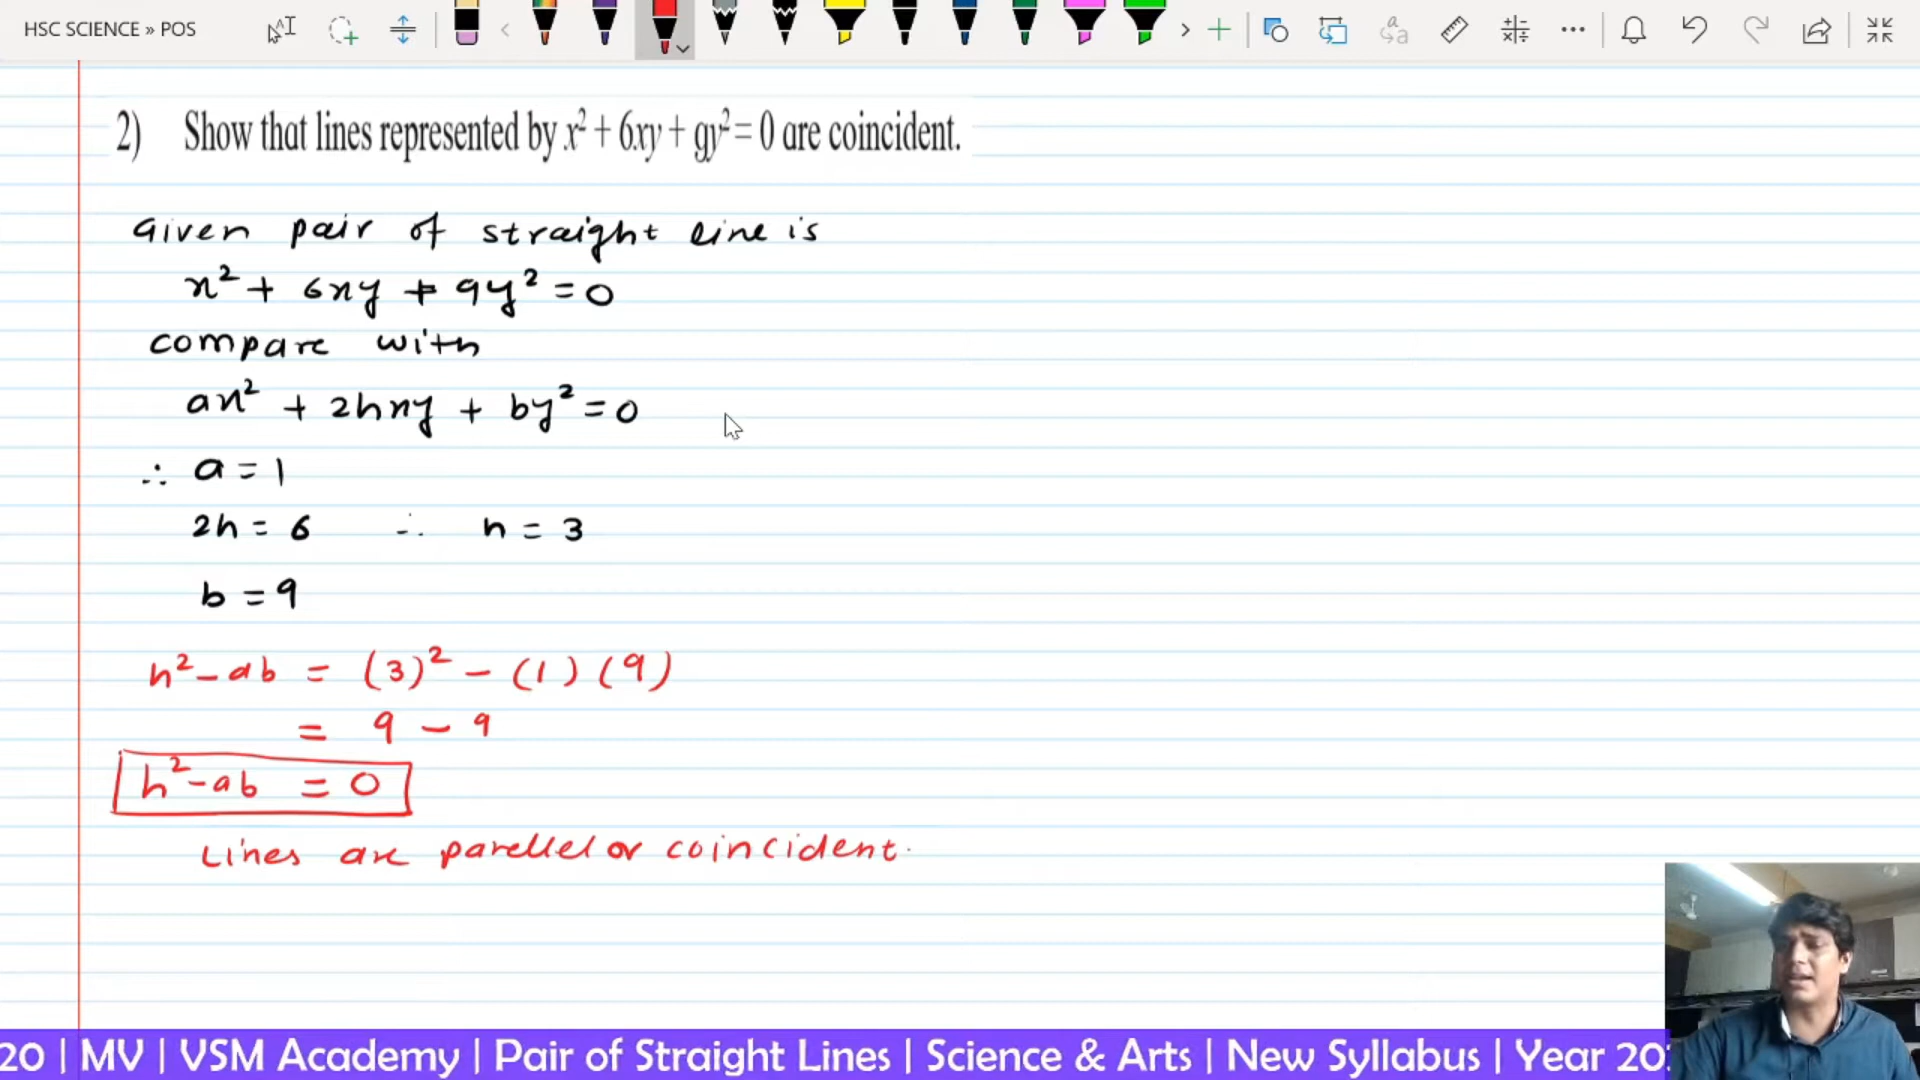 HSC SCIENCE » POS
2) Show that lines represented by x² + 6xy + gy² = 0 are coincident.
Given pair of straight line is
x² + 6xy + 9y² = 0
compare with
ax² + 2hxy + by² = 0
∴ a = 1
2h = 6 ∴ h = 3
b = 9
h² - ab = (3)² - (1) (9)
= 9 - 9
h² - ab = 0
Lines are parellel or coincident.
20 | MV | VSM Academy | Pair of Straight Lines | Science & Arts | New Syllabus | Year 20